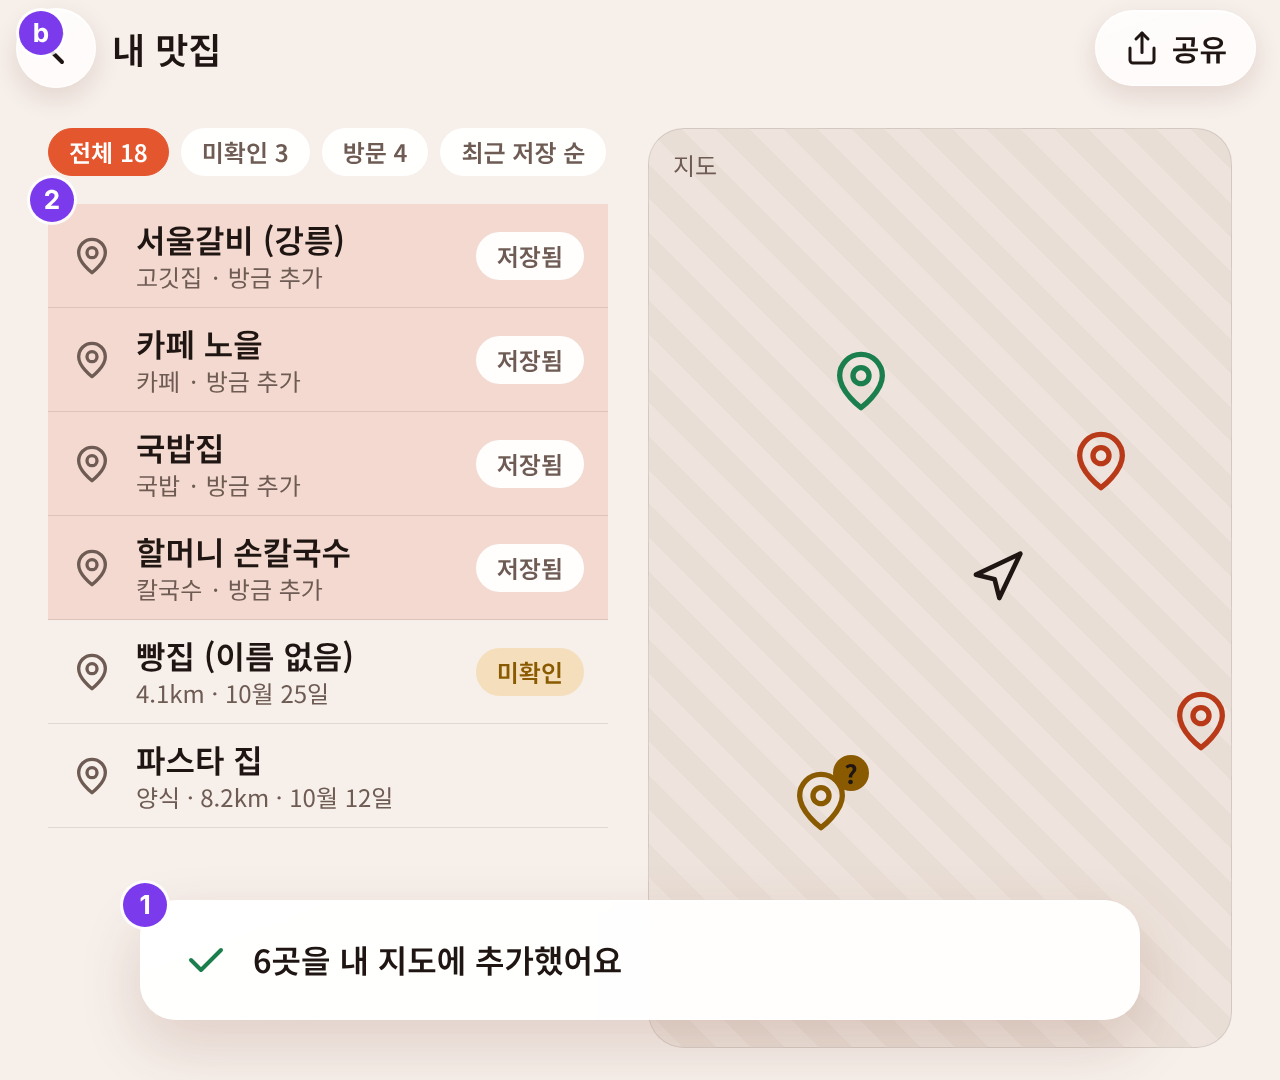 b
내 맛집
공유
전체 18
미확인 3
방문 4
최근 저장 순
지도
2
서울갈비 (강릉)
고깃집 · 방금 추가
저장됨
카페 노을
카페 · 방금 추가
저장됨
국밥집
국밥 · 방금 추가
저장됨
할머니 손칼국수
칼국수 · 방금 추가
저장됨
빵집 (이름 없음)
4.1km · 10월 25일
미확인
파스타 집
양식 · 8.2km · 10월 12일
?
1
6곳을 내 지도에 추가했어요